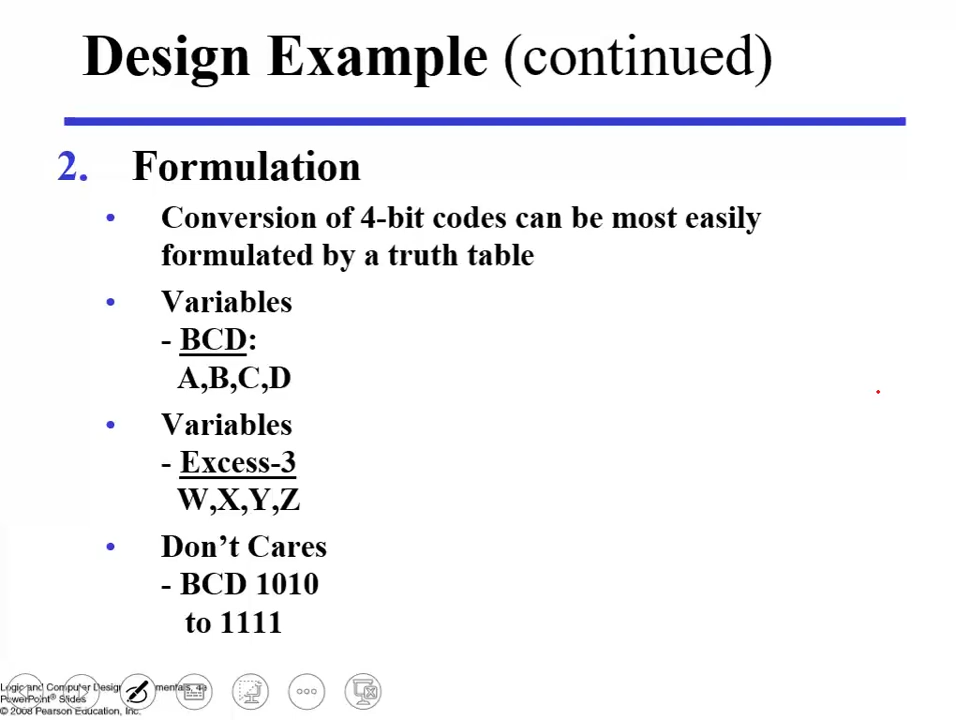 Design Example (continued)
2. Formulation
• Conversion of 4-bit codes can be most easily
formulated by a truth table
• Variables
- BCD:
A,B,C,D
• Variables
- Excess-3
W,X,Y,Z
• Don’t Cares
- BCD 1010
to 1111
Logic and Computer Design mentals, 4e
PowerPoint® Slides
© 2008 Pearson Education, Inc.